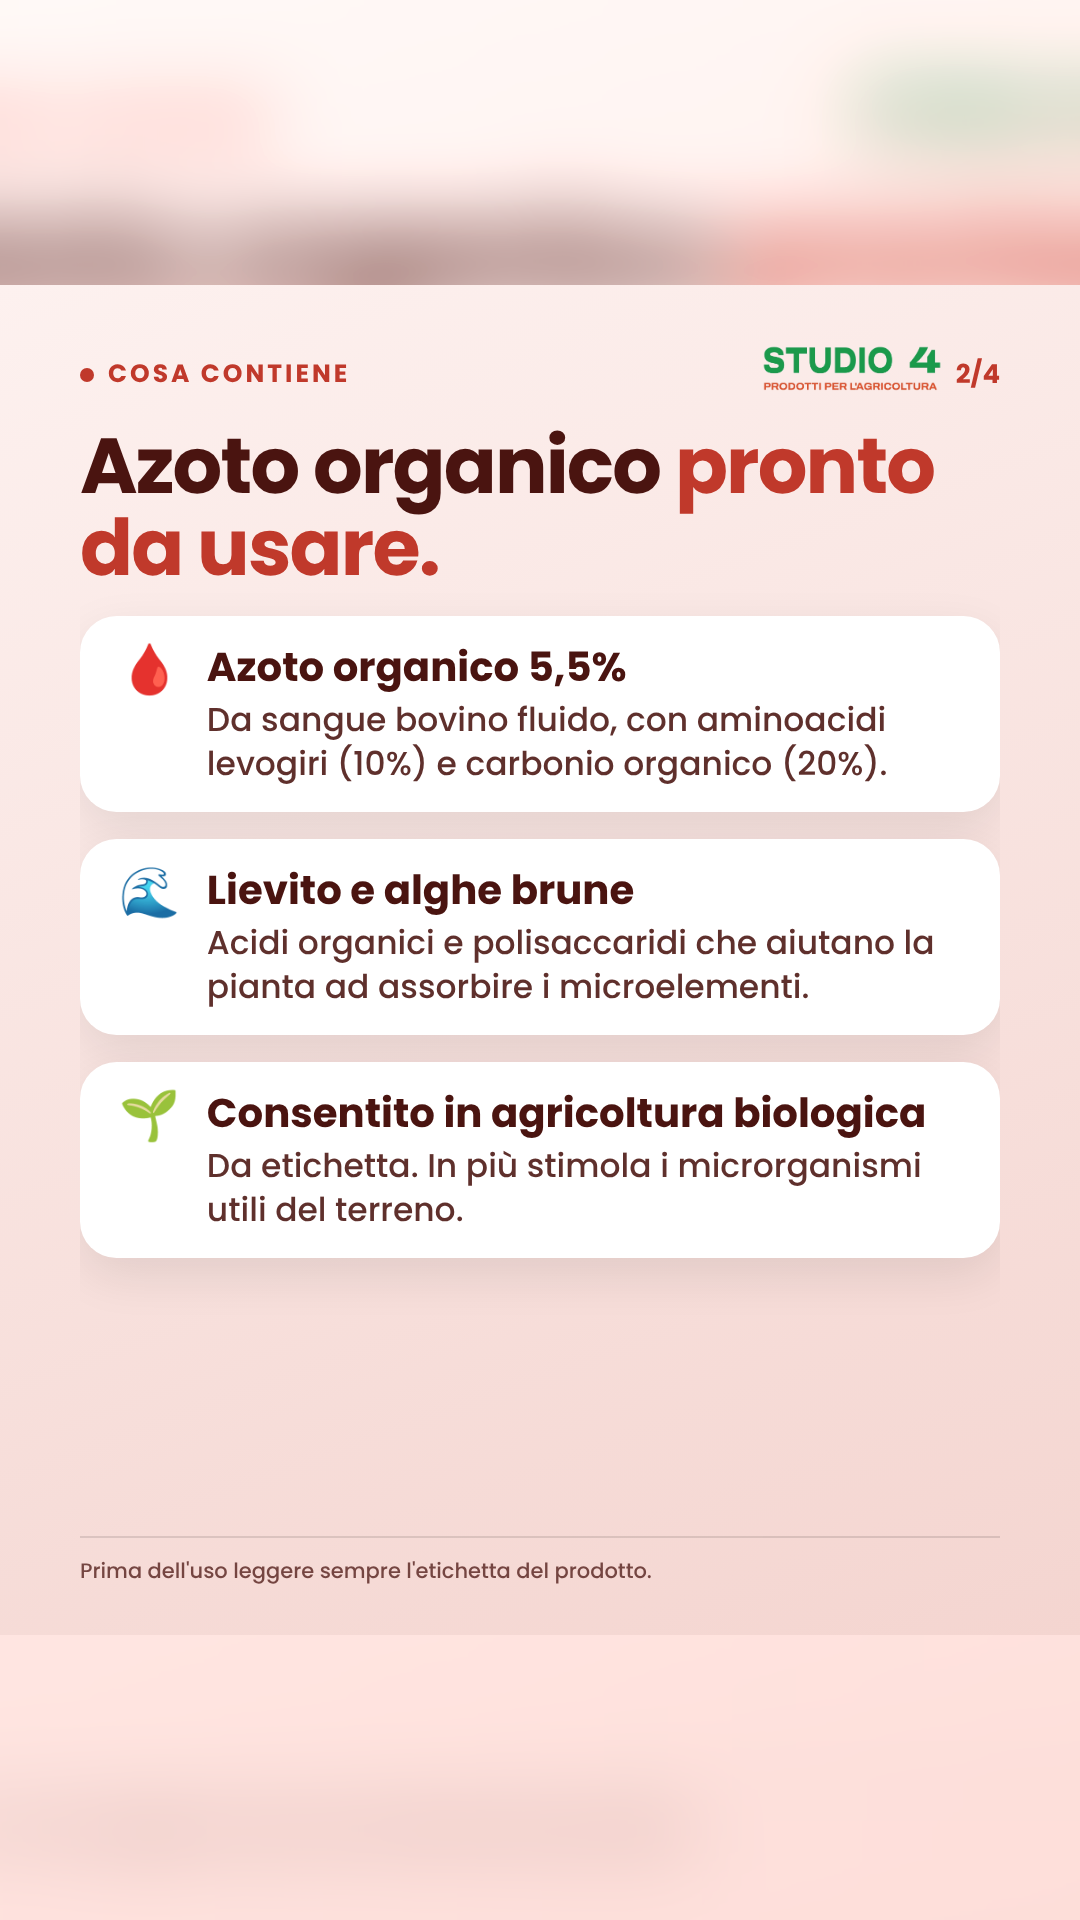 COSA CONTIENE
STUDIO 4
PRODOTTI PER L'AGRICOLTURA
2/4
Azoto organico pronto
da usare.
Azoto organico 5,5%
Da sangue bovino fluido, con aminoacidi
levogiri (10%) e carbonio organico (20%).
Lievito e alghe brune
Acidi organici e polisaccaridi che aiutano la
pianta ad assorbire i microelementi.
Consentito in agricoltura biologica
Da etichetta. In più stimola i microrganismi
utili del terreno.
Prima dell'uso leggere sempre l'etichetta del prodotto.